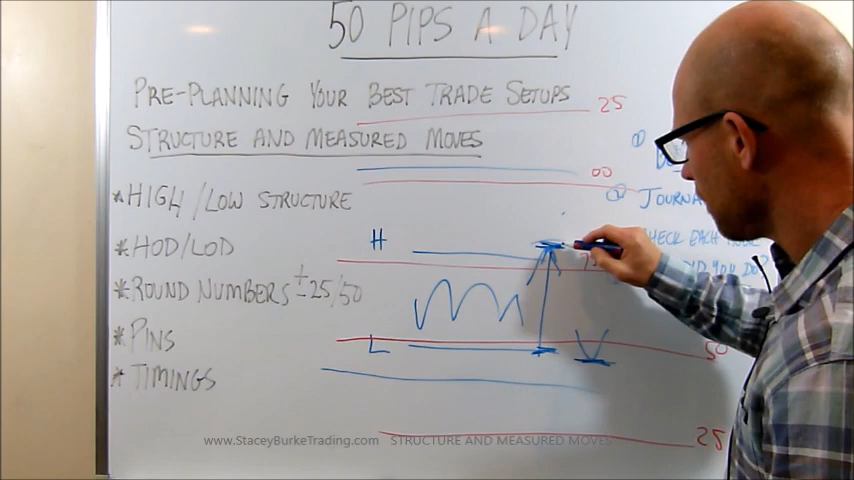 50 PIPS A DAY
PRE-PLANNING YOUR BEST TRADE SETUPS
25
STRUCTURE AND MEASURED MOVES
00
* HIGH/LOW STRUCTURE
① JOURNA
H
* HOD/LOD
CHECK EACH
DID YOU DO?
* ROUND NUMBERS ± 25/50
L
50
* PINS
* TIMINGS
25
www.StaceyBurkeTrading.com STRUCTURE AND MEASURED MOVES